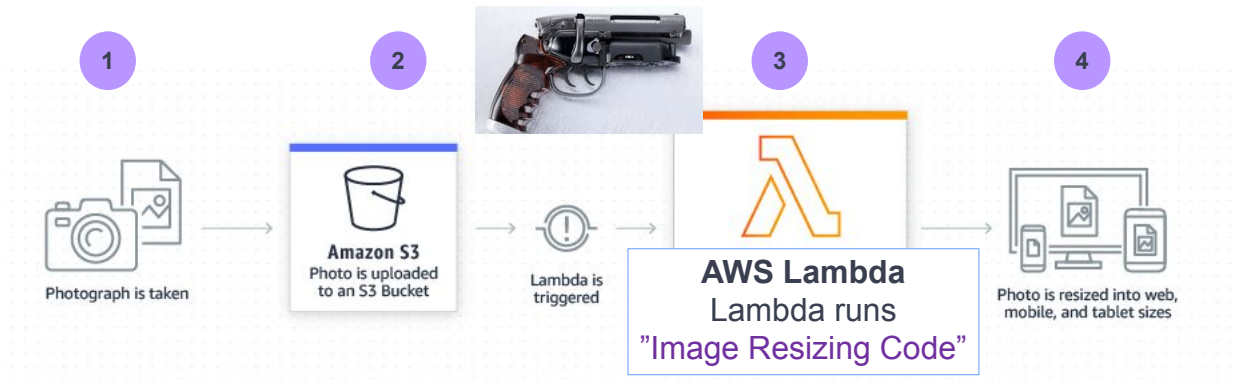 1
2
3
4
Photograph is taken
Amazon S3
Photo is uploaded
to an S3 Bucket
Lambda is
triggered
AWS Lambda
Lambda runs
”Image Resizing Code”
Photo is resized into web,
mobile, and tablet sizes